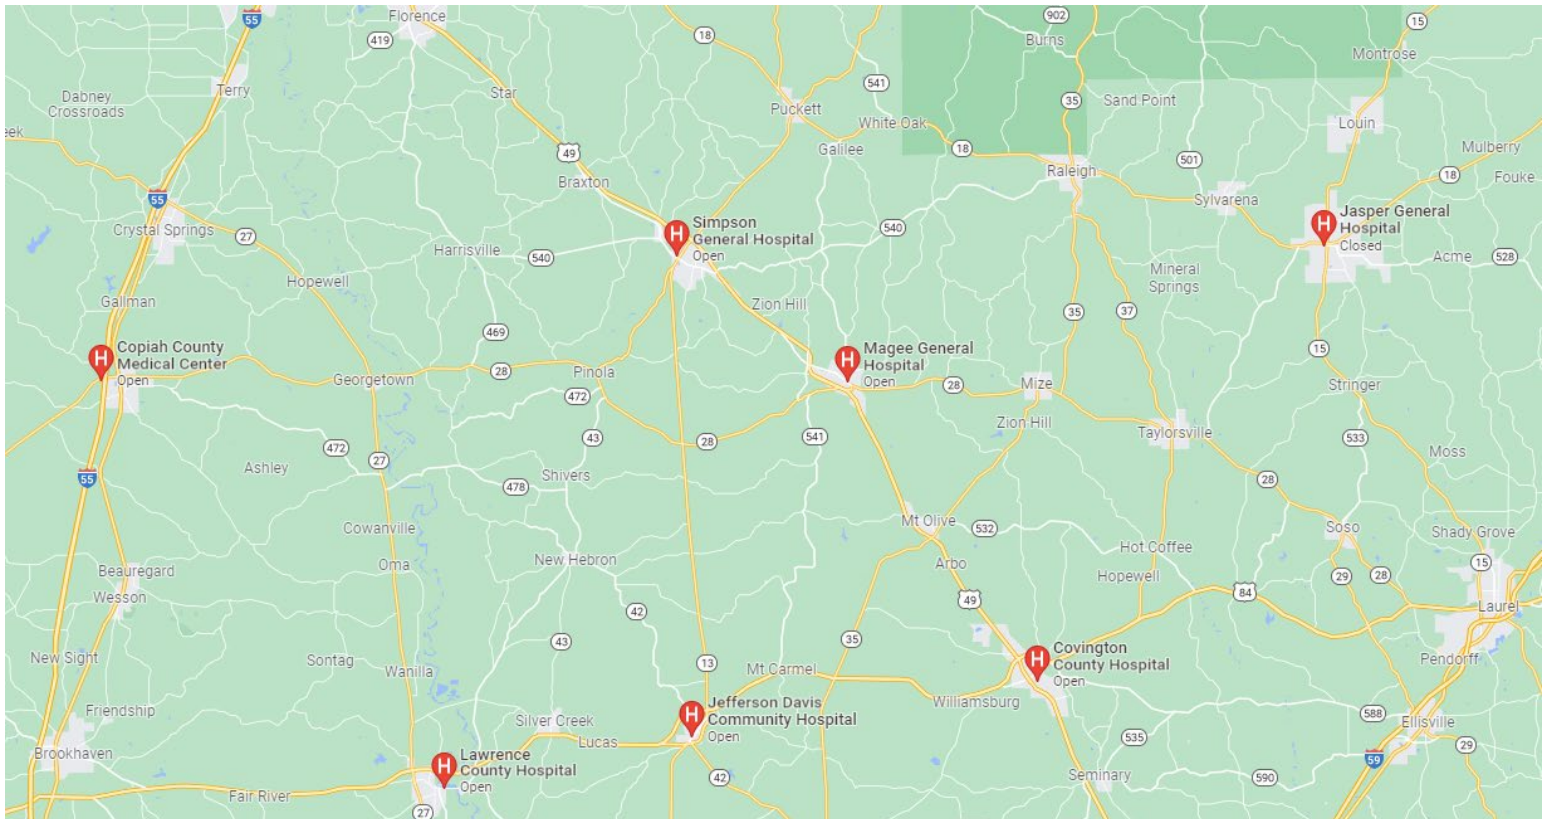 55
Florence
902
15
419
18
Burns
Montrose
Terry
541
Dabney
Crossroads
Star
35
Sand Point
Puckett
White Oak
Louin
eek
Galilee
18
49
501
Mulberry
Braxton
Raleigh
18
Fouke
55
Sylvarena
Crystal Springs
27
Simpson
General Hospital
Open
540
Jasper General
Hospital
Closed
Harrisville
540
Acme
528
Hopewell
Mineral
Springs
Gallman
Zion Hill
35
37
469
15
Copiah County
Medical Center
Open
Magee General
Hospital
Open
Georgetown
28
Pinola
28
Mize
Stringer
472
43
28
541
Zion Hill
Taylorsville
533
472
27
Moss
55
Ashley
Shivers
478
28
Cowanville
Mt Olive
532
Soso
Shady Grove
New Hebron
Hot Coffee
Oma
Arbo
15
Beauregard
Hopewell
29
28
Wesson
42
49
84
Laurel
43
35
New Sight
Sontag
Wanilla
13
Mt Carmel
Covington
County Hospital
Open
Pendorff
Williamsburg
Friendship
Silver Creek
Jefferson Davis
Community Hospital
Open
588
Ellisville
Brookhaven
Lucas
535
29
Lawrence
County Hospital
Open
59
42
Seminary
590
Fair River
27